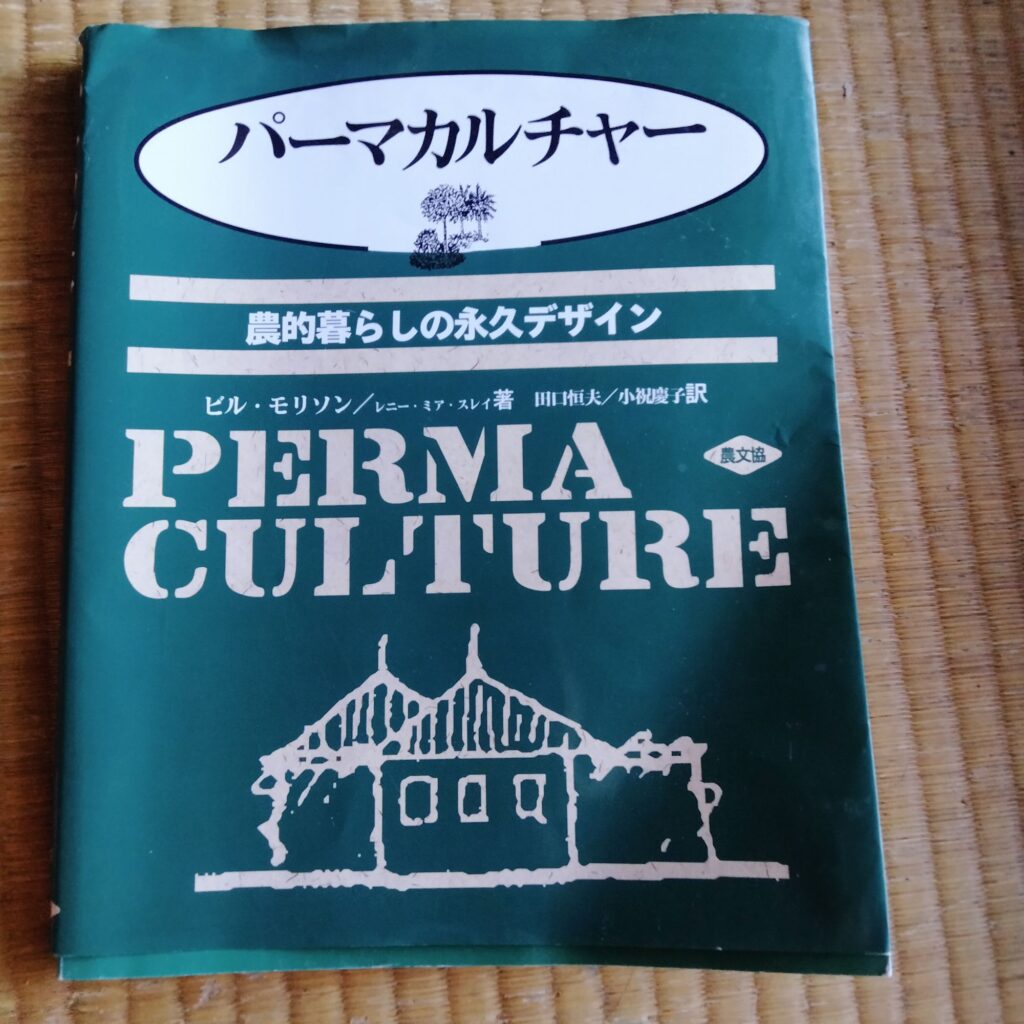 パーマカルチャー
農的暮らしの永久デザイン
ビル・モリソン／レニー・ミア・スレイ著 田口恒夫／小祝慶子訳
PERMA
農文協
CULTURE